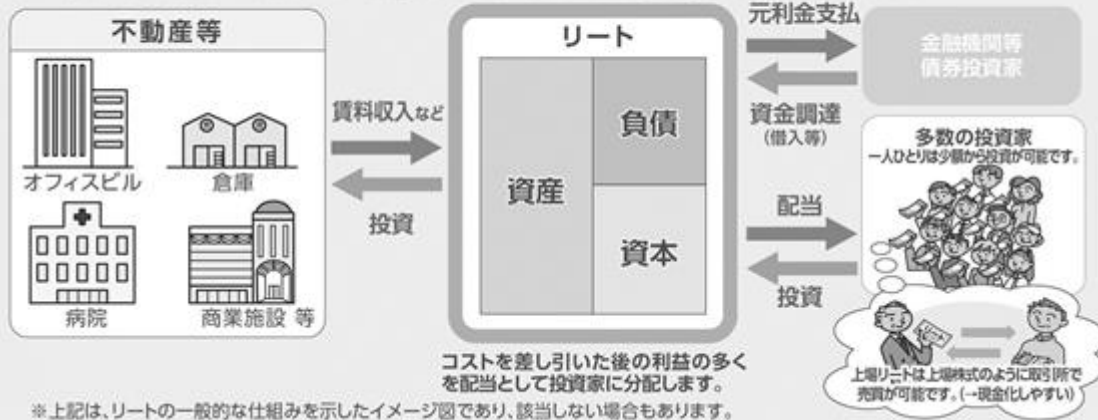 不動産等
オフィスビル
倉庫
病院
商業施設 等
賃料収入など
投資
リート
資産
負債
資本
コストを差し引いた後の利益の多く
を配当として投資家に分配します。
元利金支払
資金調達
(借入等)
金融機関等
債券投資家
配当
投資
多数の投資家
一人ひとりは少額から投資が可能です。
リート
上場リートは上場株式のように取引所で
売買が可能です。(→現金化しやすい)
※上記は、リートの一般的な仕組みを示したイメージ図であり、該当しない場合もあります。